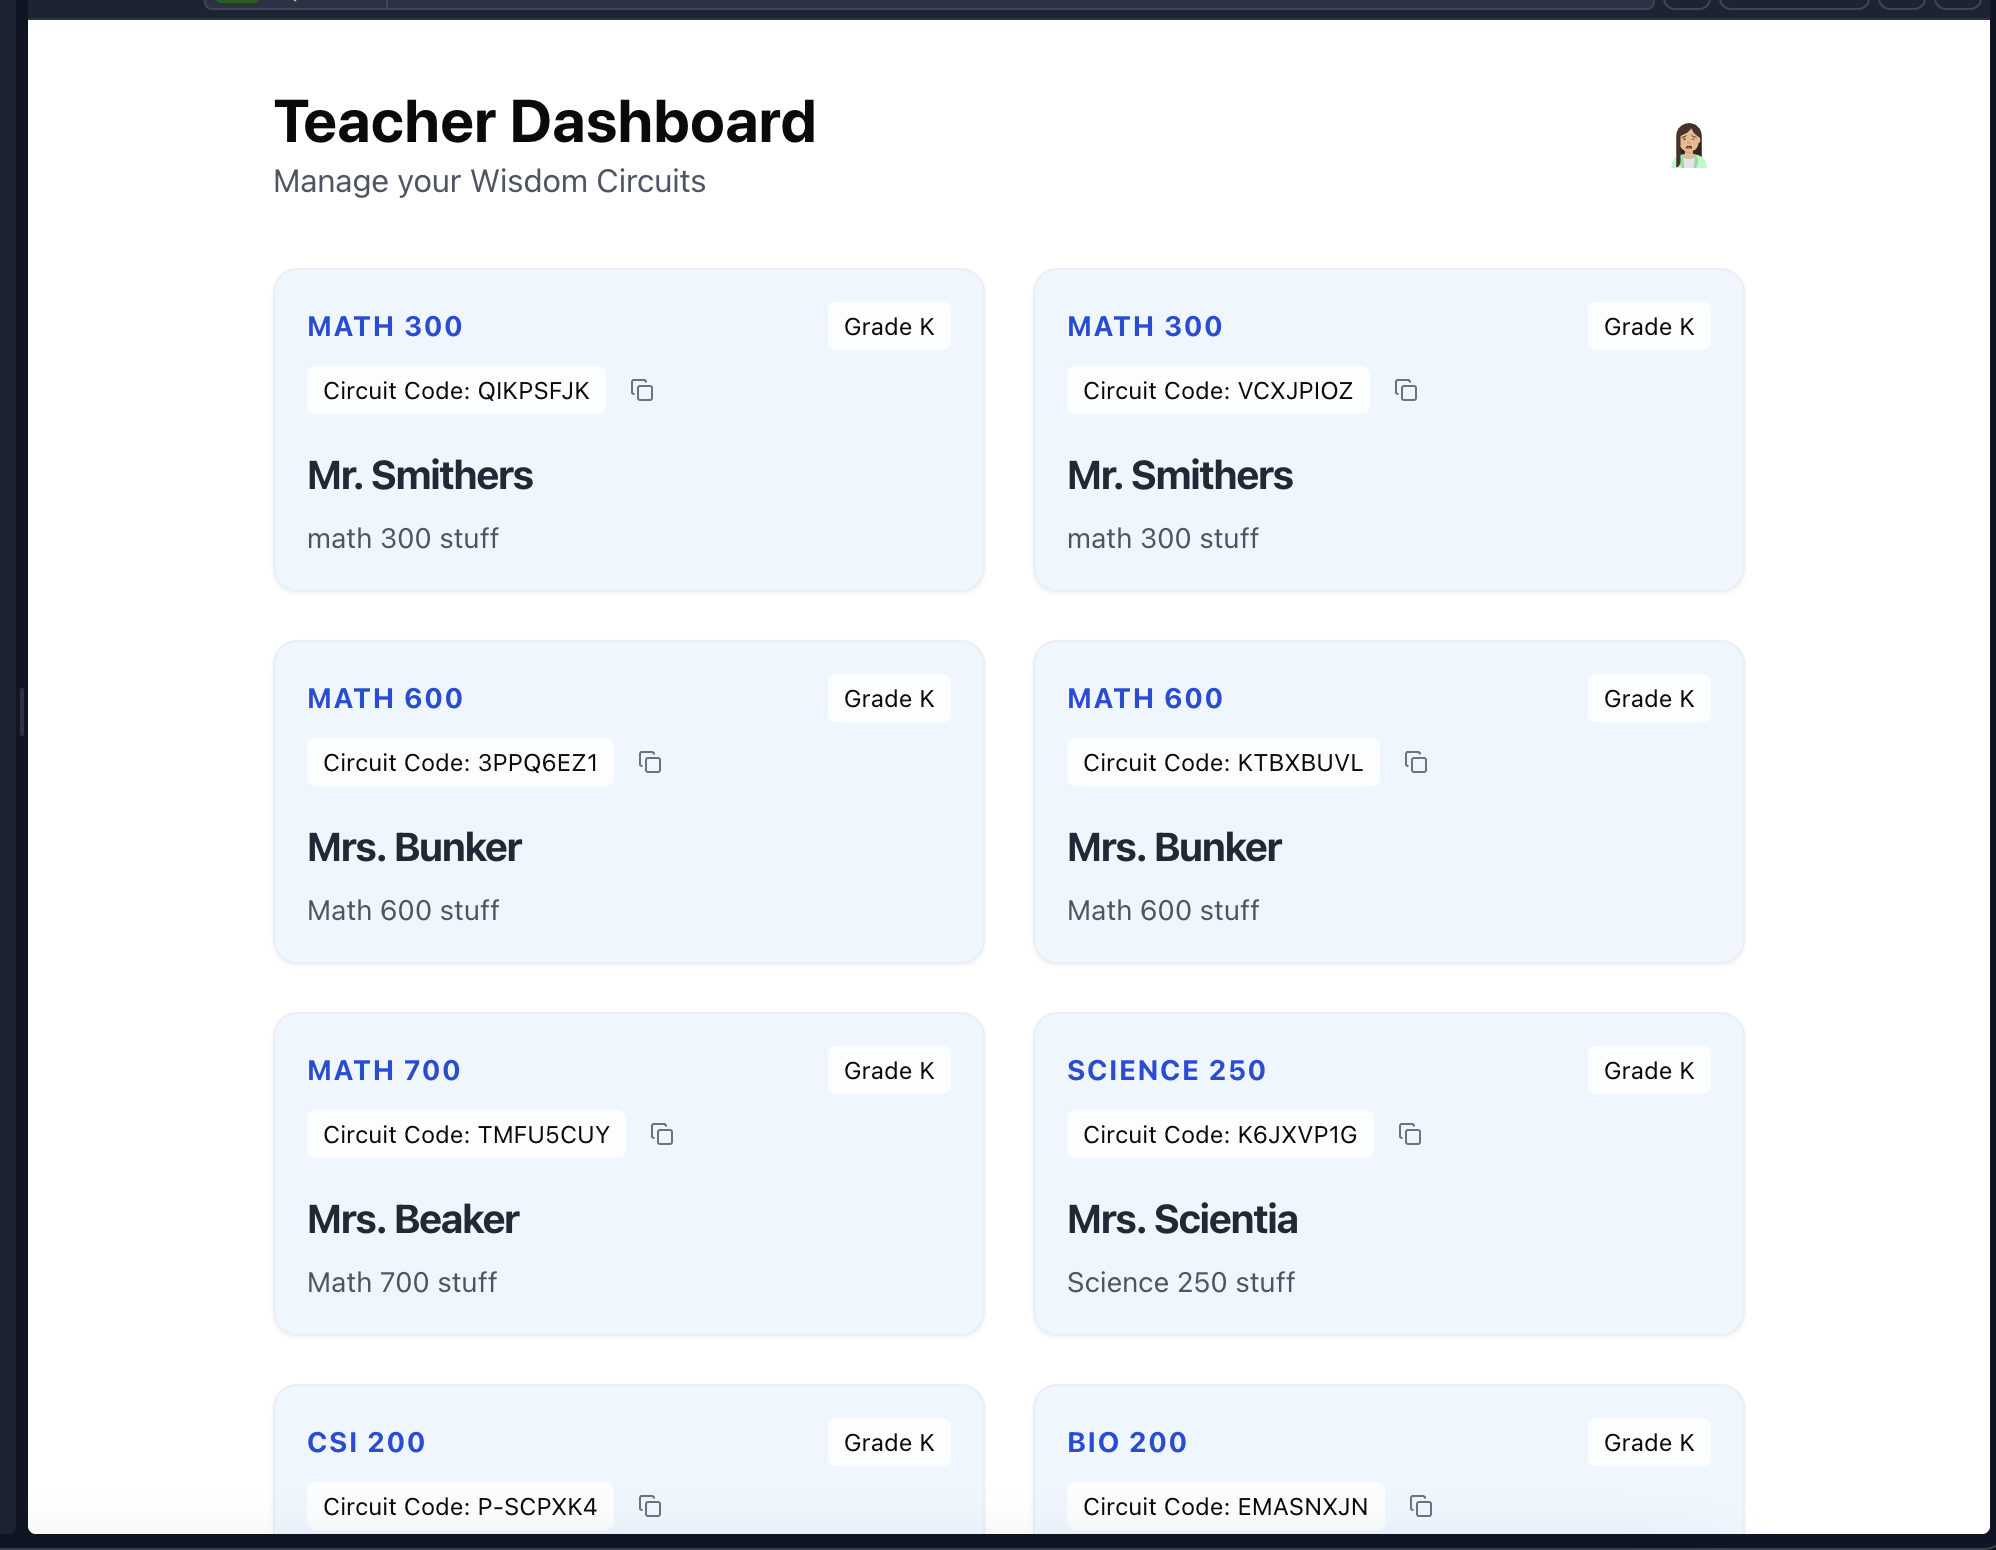 Teacher Dashboard
Manage your Wisdom Circuits
MATH 300
Grade K
Circuit Code: QIKPSFJK
Mr. Smithers
math 300 stuff
MATH 300
Grade K
Circuit Code: VCXJPIOZ
Mr. Smithers
math 300 stuff
MATH 600
Grade K
Circuit Code: 3PPQ6EZ1
Mrs. Bunker
Math 600 stuff
MATH 600
Grade K
Circuit Code: KTBXBUVL
Mrs. Bunker
Math 600 stuff
MATH 700
Grade K
Circuit Code: TMFU5CUY
Mrs. Beaker
Math 700 stuff
SCIENCE 250
Grade K
Circuit Code: K6JXVP1G
Mrs. Scientia
Science 250 stuff
CSI 200
Grade K
Circuit Code: P-SCPXK4
BIO 200
Grade K
Circuit Code: EMASNXJN